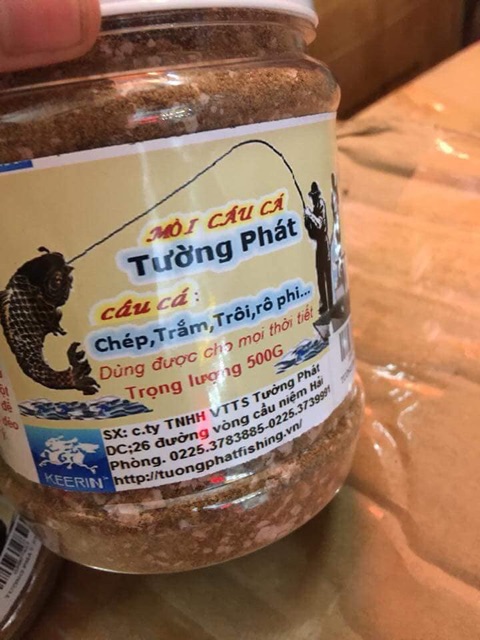 MỒI CÂU CÁ
Tường Phát
câu cá :
Chép,Trắm,Trôi,rô phi...
Dùng được cho mọi thời tiết
Trọng lượng 500G
SX: c.ty TNHH VTTS Tường Phát
DC;26 đường vòng cầu niệm Hải
Phòng. 0225.3783885-0225.3739991
http://tuongphatfishing.vn/
KEERIN